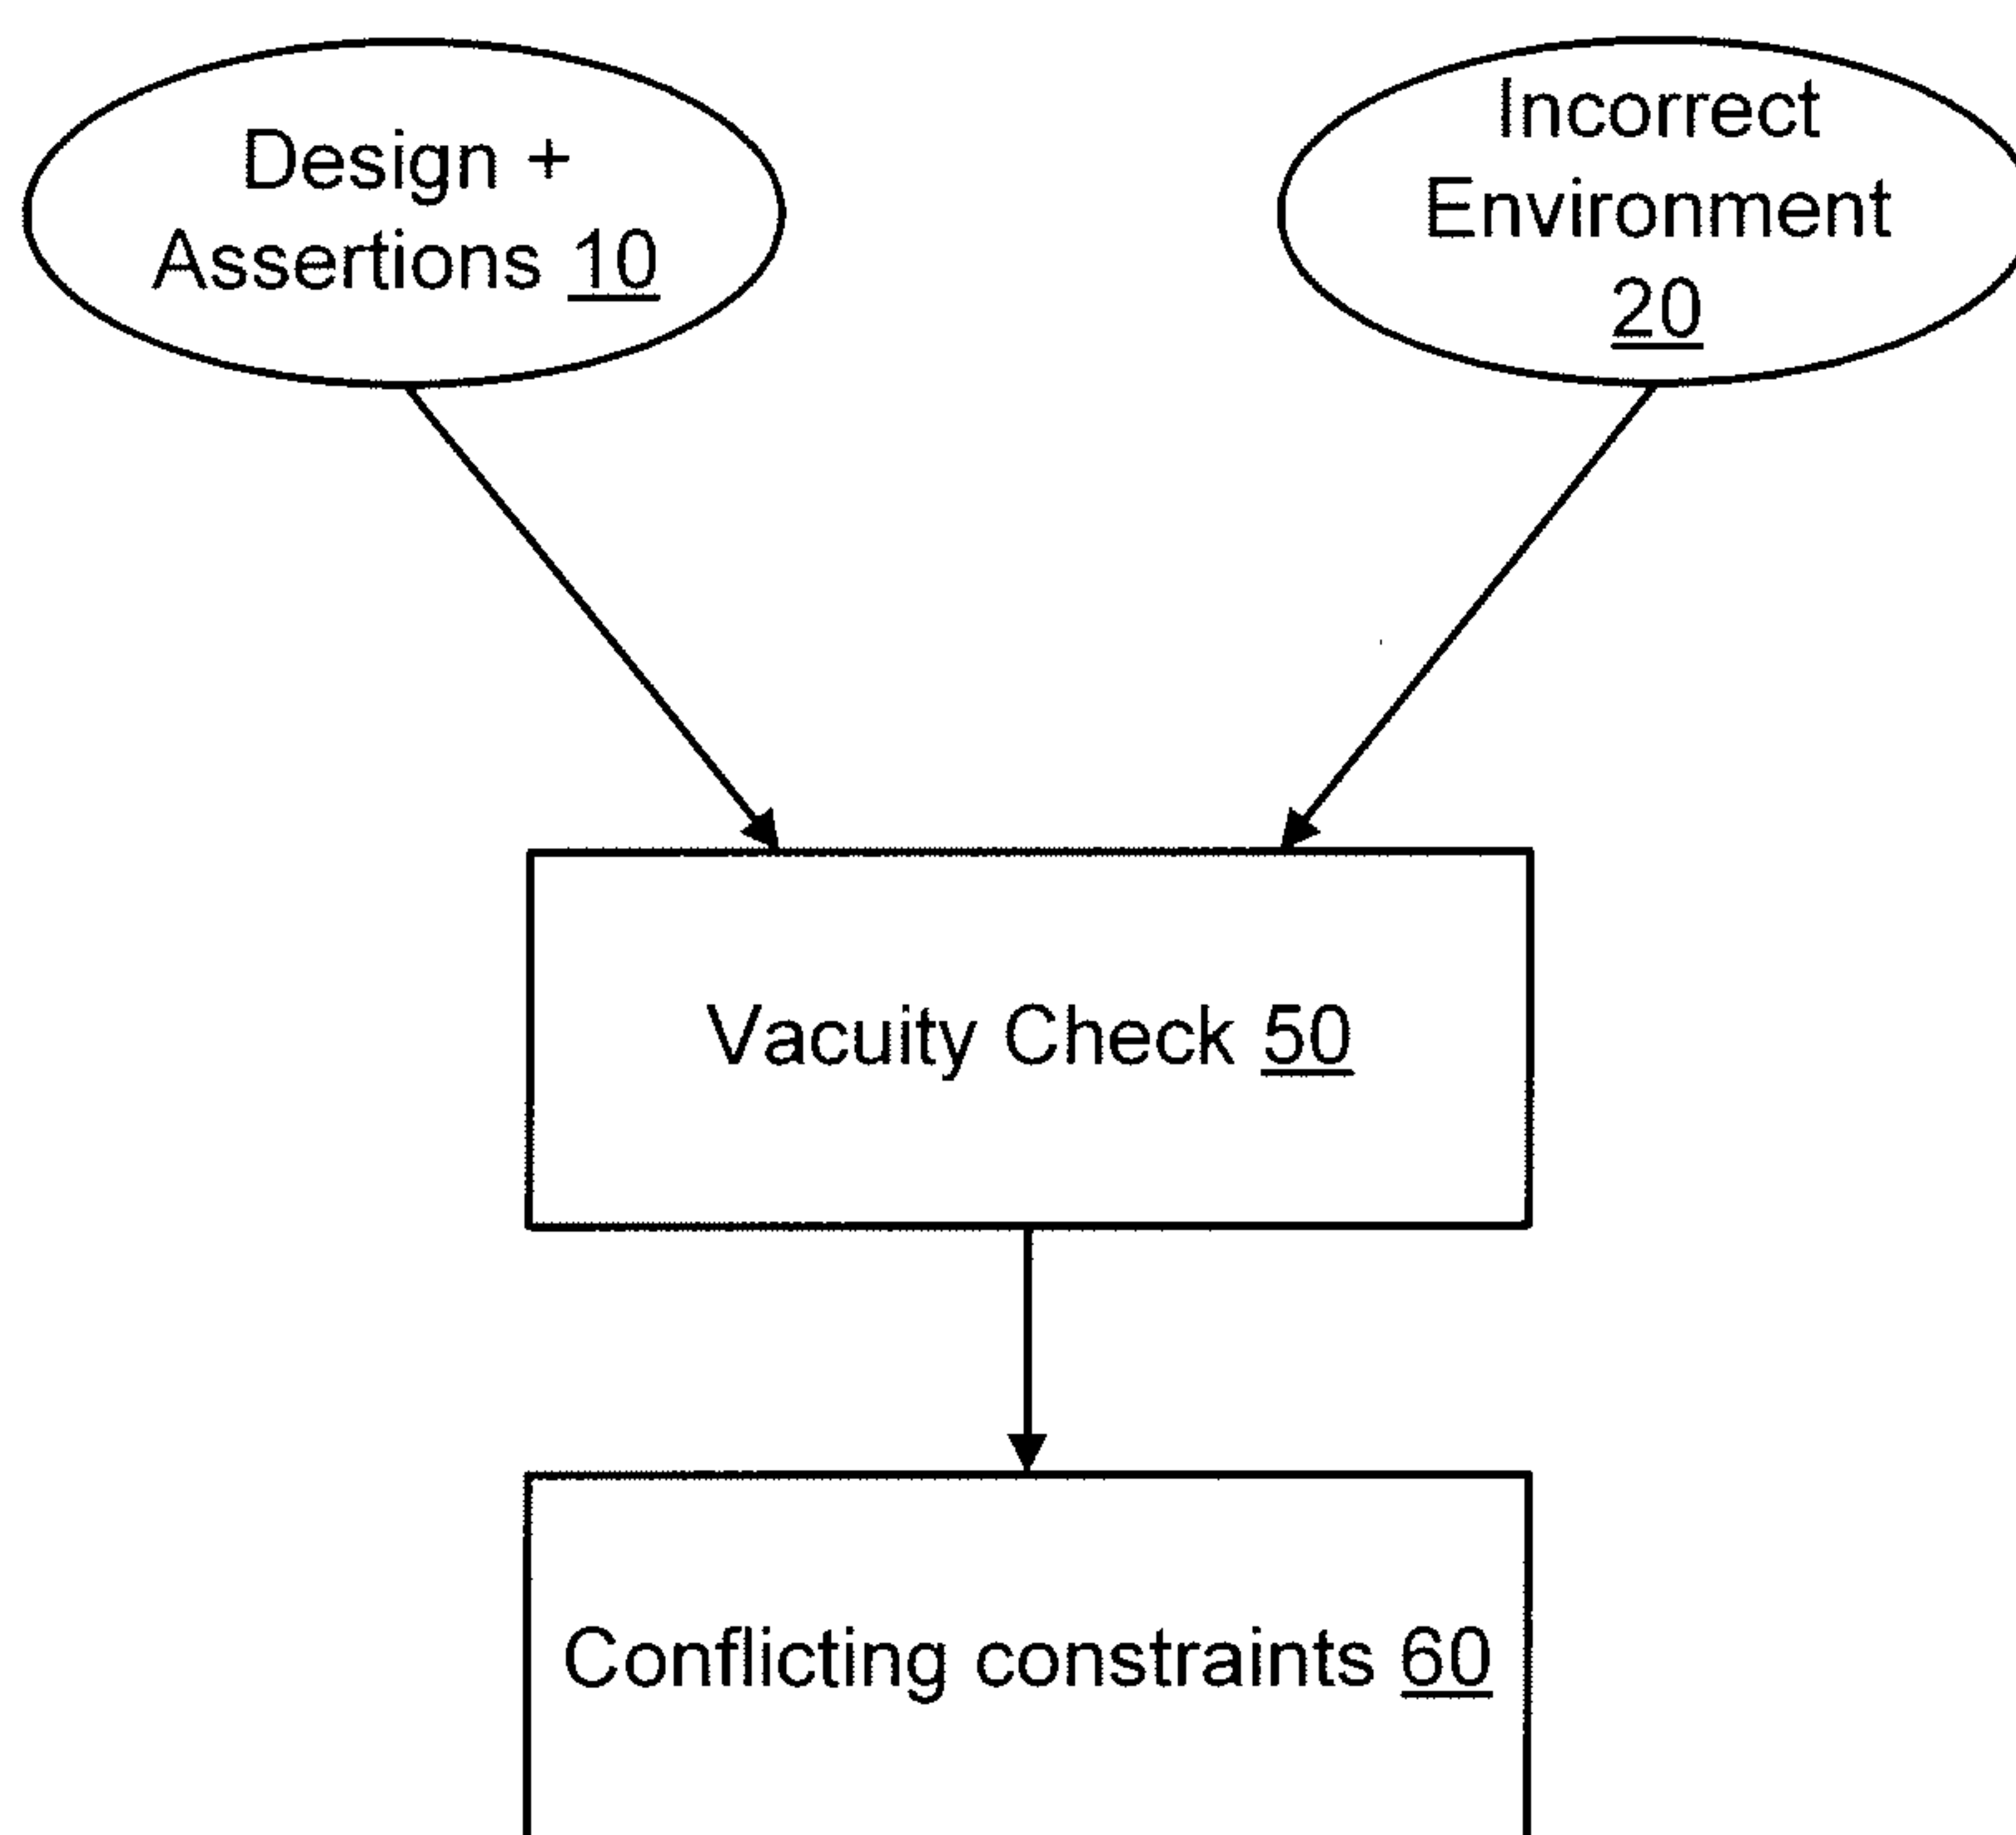 Design +
Assertions 10
Incorrect
Environment
20
Vacuity Check 50
Conflicting constraints 60